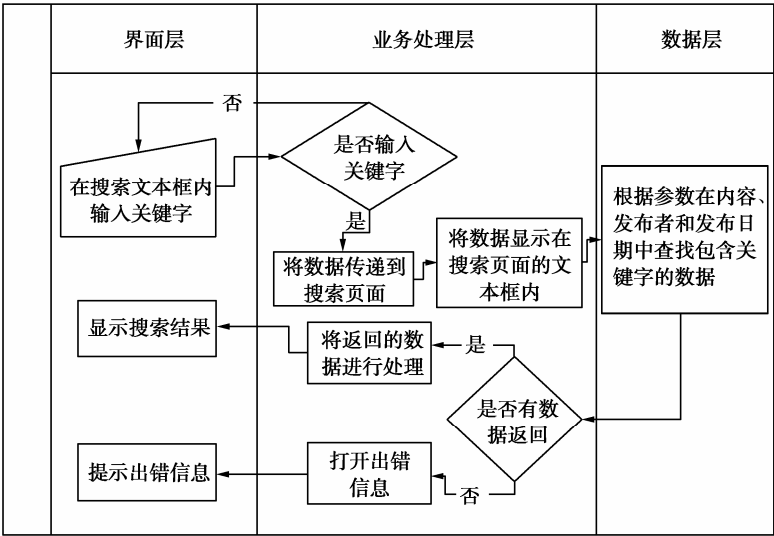 界面层
业务处理层
数据层
否
是否输入
关键字
在搜索文本框内
输入关键字
是
将数据传递到
搜索页面
将数据显示在
搜索页面的文
本框内
根据参数在内容、
发布者和发布日
期中查找包含关
键字的数据
显示搜索结果
将返回的数
据进行处理
是
是否有数
据返回
提示出错信息
打开出错
信息
否